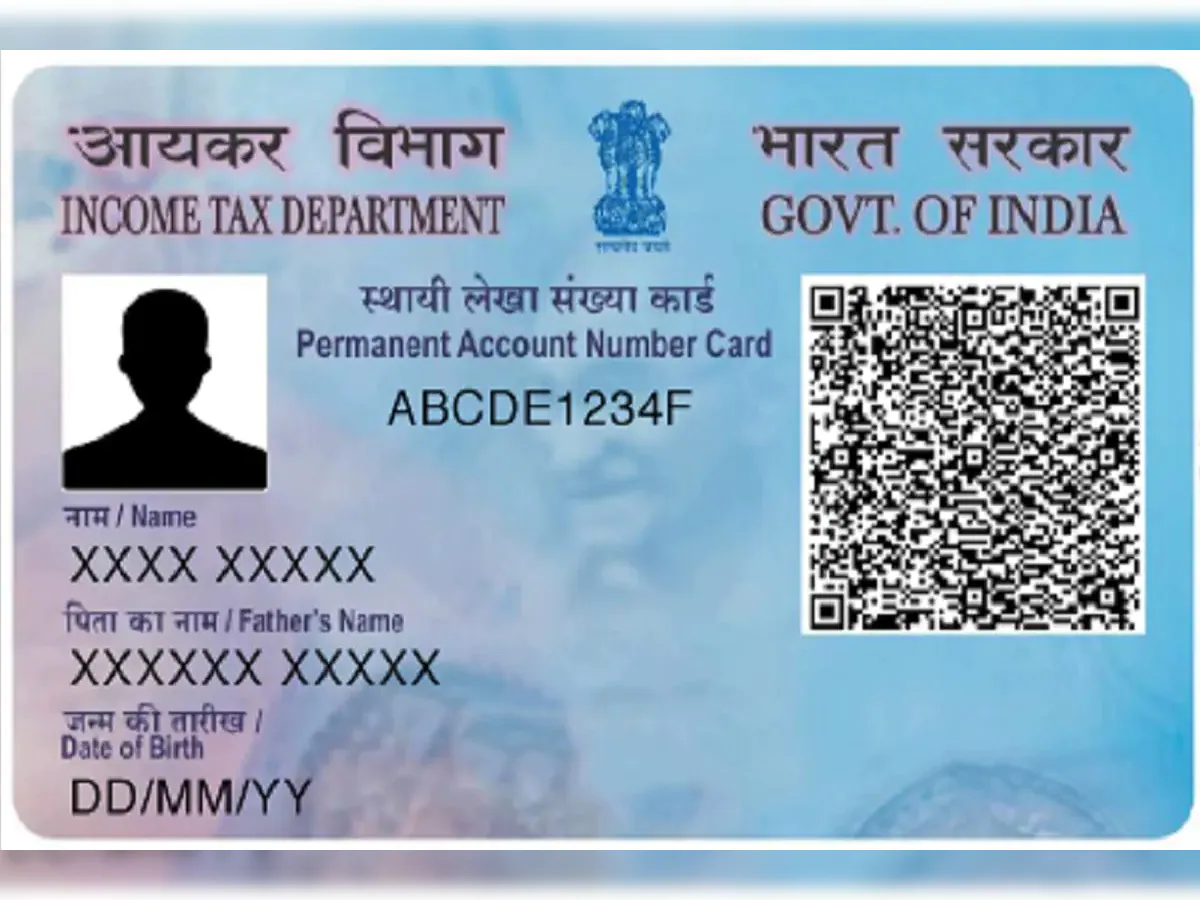 आयकर विभाग
INCOME TAX DEPARTMENT
भारत सरकार
GOVT. OF INDIA
सत्यमेव जयते
स्थायी लेखा संख्या कार्ड
Permanent Account Number Card
ABCDE1234F
नाम / Name
XXXX XXXXX
पिता का नाम / Father's Name
XXXXXX XXXXX
जन्म की तारीख /
Date of Birth
DD/MM/YY